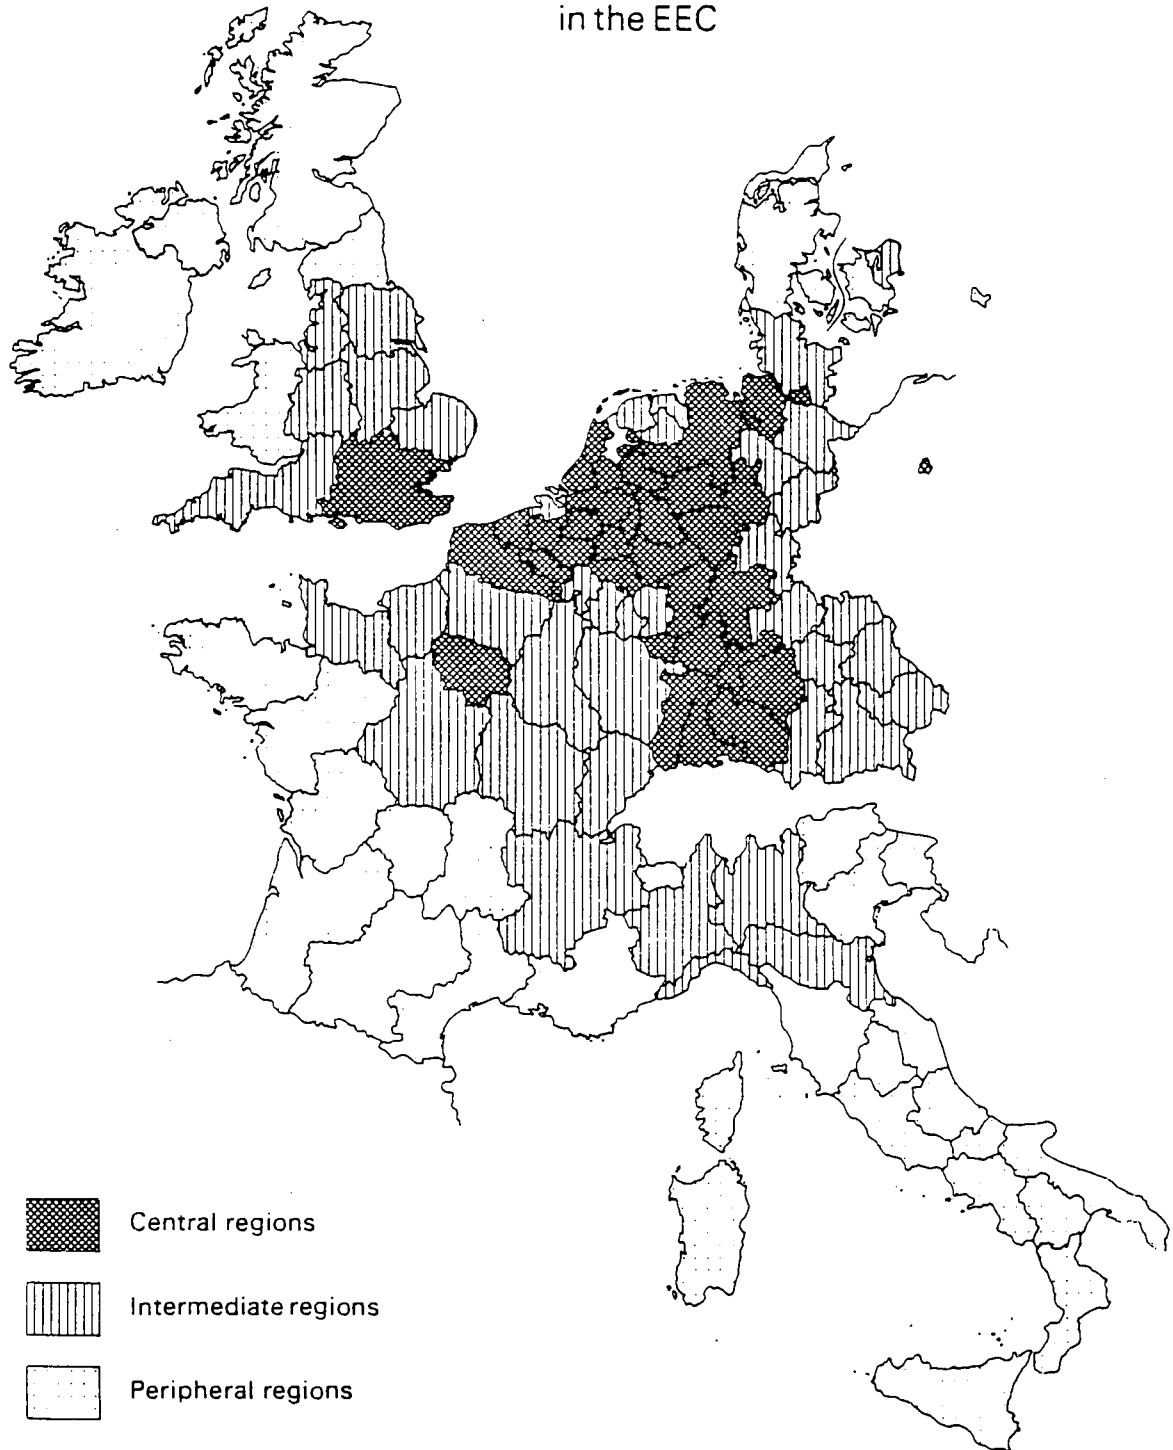 in the EEC
Central regions
Intermediate regions
Peripheral regions